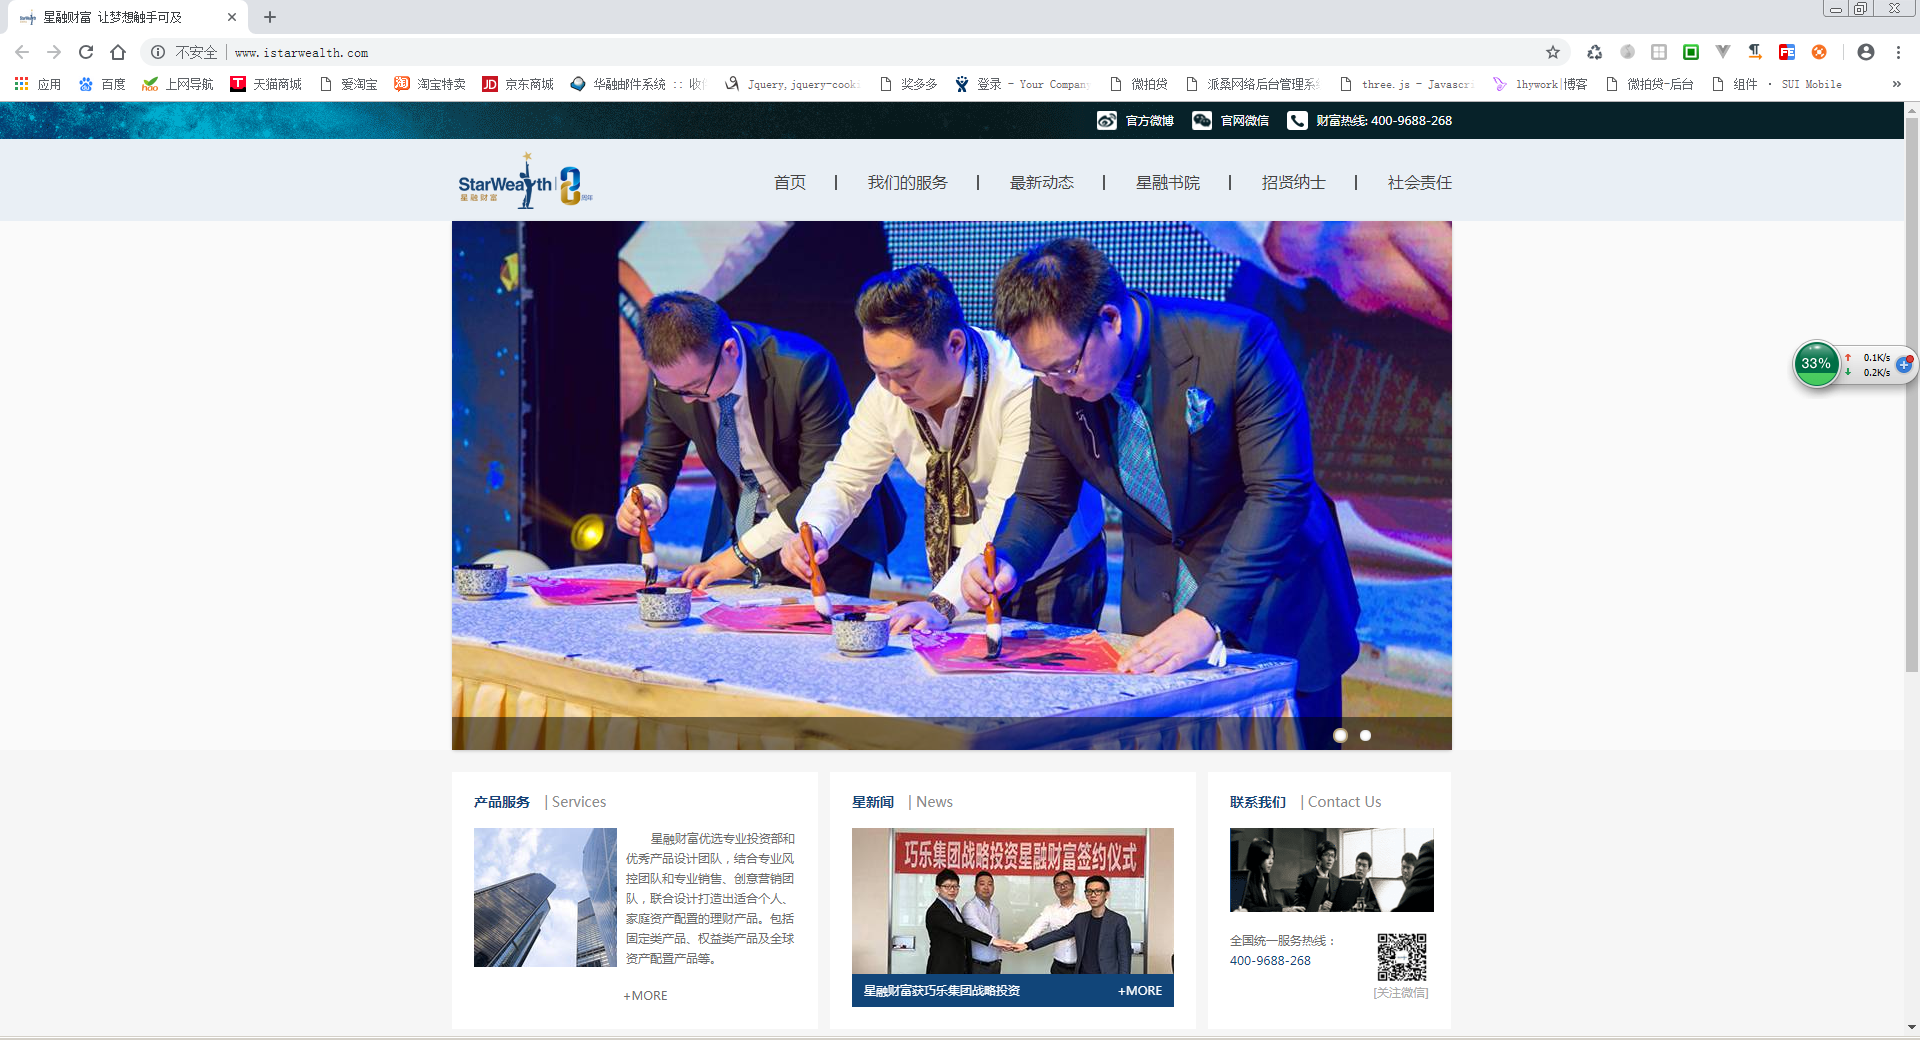 星融财富 让梦想触手可及
不安全 www.istarwealth.com
应用 百度 上网导航 天猫商城 爱淘宝 淘宝特卖 京东商城 华融邮件系统 :: 收 Jquery,jquery-cook 奖多多 登录 - Your Company 微拍贷 派桑网络后台管理系 three.js - Javascr lhywork|博客 微拍贷-后台 组件 · SUI Mobile »
官方微博 官网微信 财富热线: 400-9688-268
StarWealth 8周年
星融财富
首页 我们的服务 最新动态 星融书院 招贤纳士 社会责任
33% 0.1K/s
0.2K/s
产品服务 | Services
星融财富优选专业投资部和
优秀产品设计团队，结合专业风
控团队和专业销售、创意营销团
队，联合设计打造出适合个人、
家庭资产配置的理财产品。包括
固定类产品、权益类产品及全球
资产配置产品等。
+MORE
星新闻 | News
巧乐集团战略投资星融财富签约仪式
星融财富获巧乐集团战略投资 +MORE
联系我们 | Contact Us
全国统一服务热线：
400-9688-268
[关注微信]